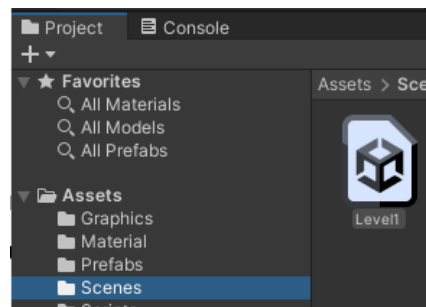 Project Console
Favorites
All Materials
All Models
All Prefabs
Assets
Graphics
Material
Prefabs
Scenes
Assets > Sce
Level1